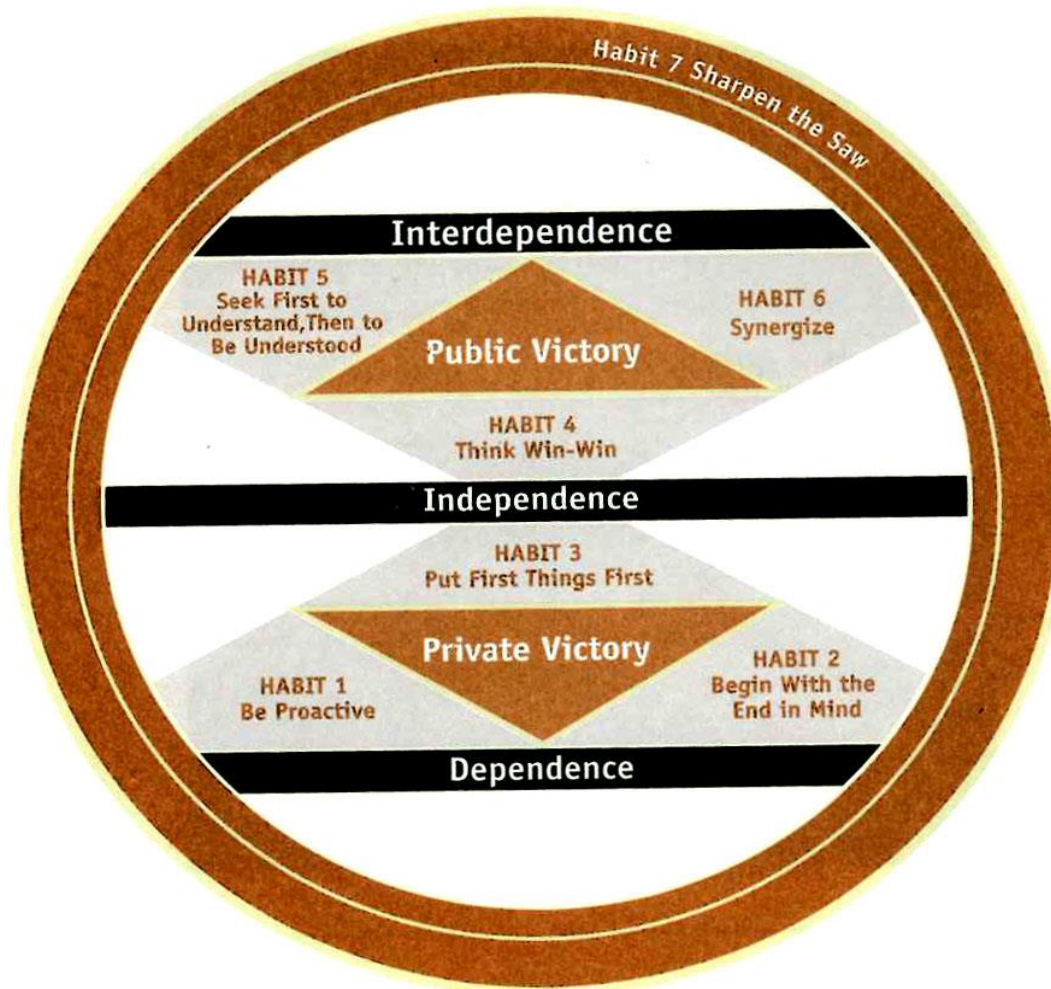 Habit 7 Sharpen the Saw
Interdependence
HABIT 5
Seek First to
Understand,Then to
Be Understood
HABIT 6
Synergize
Public Victory
HABIT 4
Think Win-Win
Independence
HABIT 3
Put First Things First
Private Victory
HABIT 1
Be Proactive
HABIT 2
Begin With the
End in Mind
Dependence